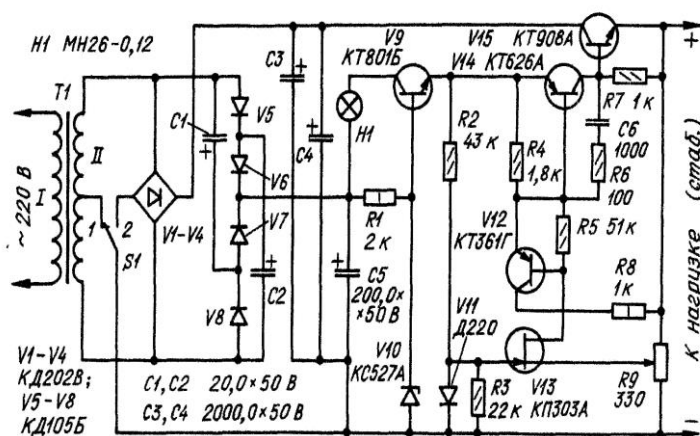 H1 МН26-0,12
V9
КТ801Б
V15
КТ908А
V14
КТ626А
+
C3
+
T1
C1
+
V5
C4
+
H1
R2
43 к
R4
1,8к
R7 1к
C6
1000
R6
100
II
I
~ 220 В
V6
V7
1
2
S1
V1-V4
R1
2 к
V12
КТ361Г
R5 51к
+
C2
V8
+
C5
200,0×
×50 В
R8
1к
V11
Д220
V10
КС527А
R3
22к
V13
КП303А
R9
330
К нагрузке (стаб.)
V1-V4
КД202В;
V5-V8
КД105Б
C1, C2 20,0×50 В
C3, C4 2000,0×50 В